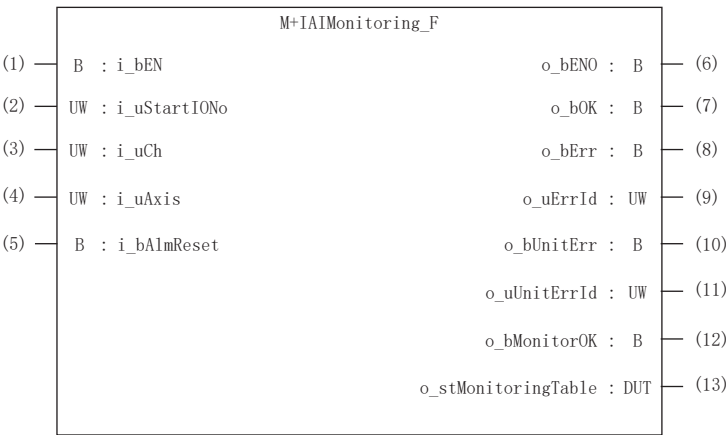 M+IAIMonitoring_F
(1) B : i_bEN o_bENO : B (6)
(2) UW : i_uStartIONo o_bOK : B (7)
(3) UW : i_uCh o_bErr : B (8)
(4) UW : i_uAxis o_uErrId : UW (9)
(5) B : i_bAlmReset o_bUnitErr : B (10)
o_uUnitErrId : UW (11)
o_bMonitorOK : B (12)
o_stMonitoringTable : DUT (13)